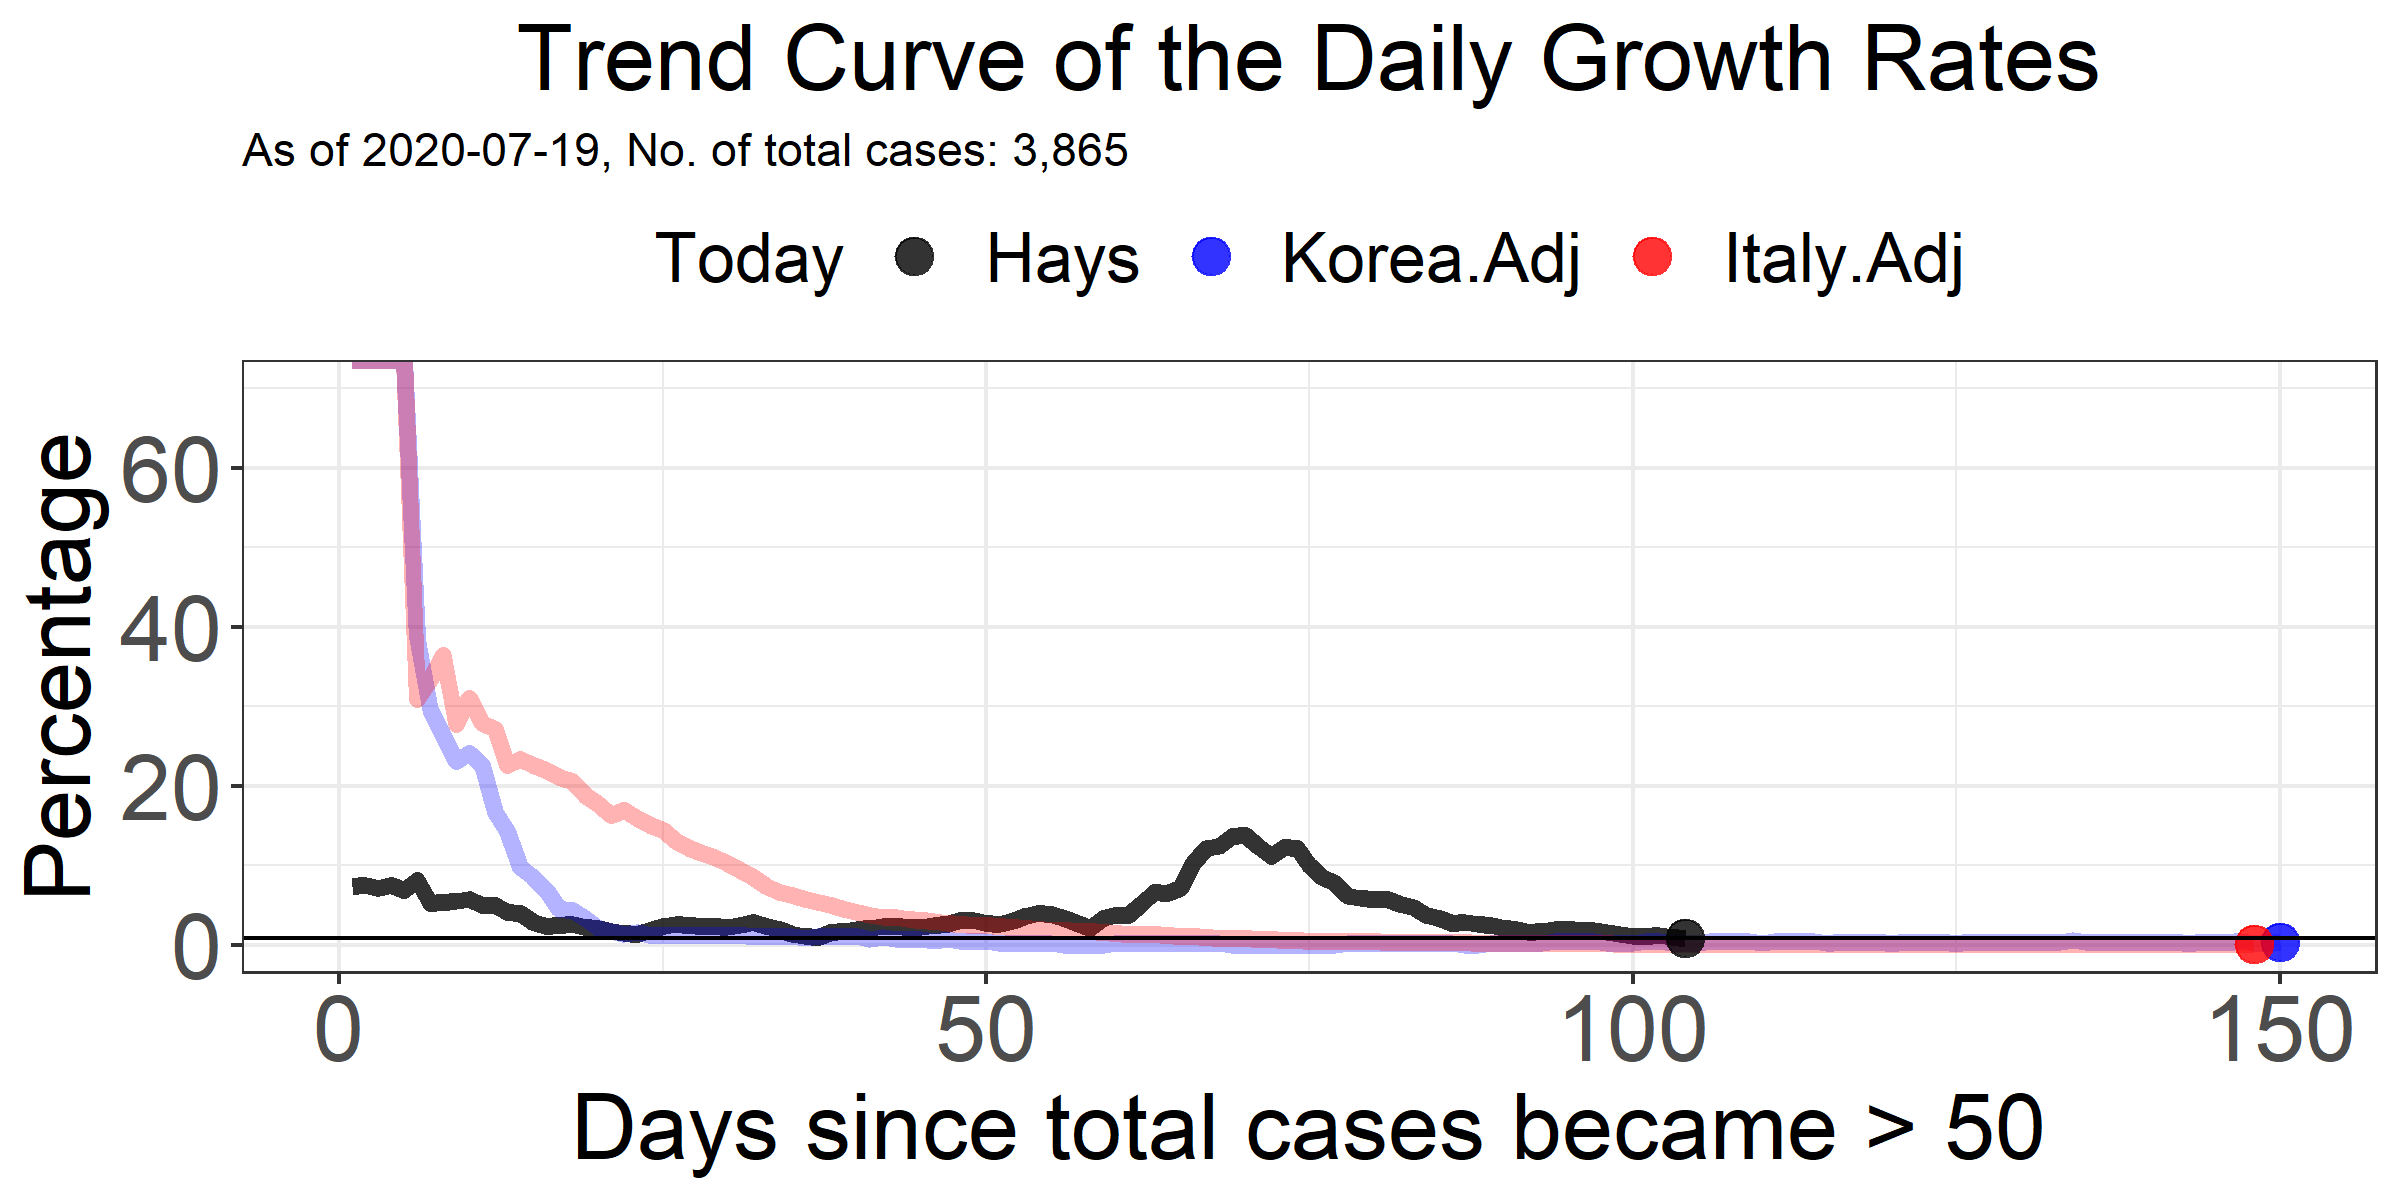 Trend Curve of the Daily Growth Rates
As of 2020-07-19, No. of total cases: 3,865
Today Hays Korea.Adj Italy.Adj
Percentage
60
40
20
0
0 50 100 150
Days since total cases became > 50